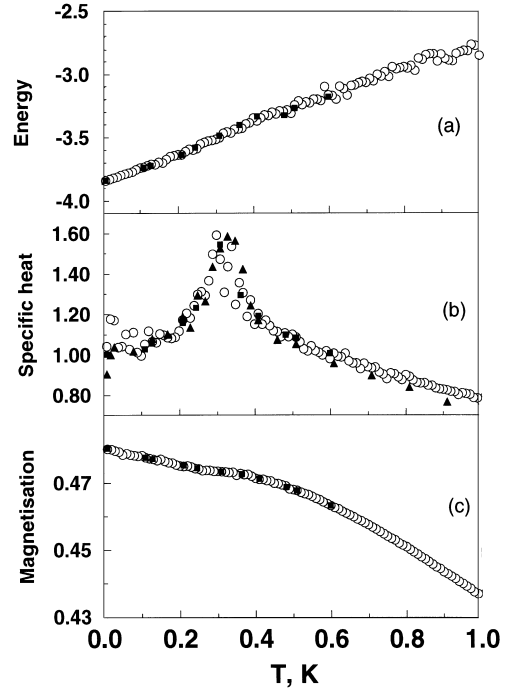 -2.5
-3.0
-3.5
-4.0
Energy
(a)
1.60
1.40
1.20
1.00
0.80
Specific heat
(b)
0.47
0.45
0.43
Magnetisation
(c)
0.0 0.2 0.4 0.6 0.8 1.0
T, K